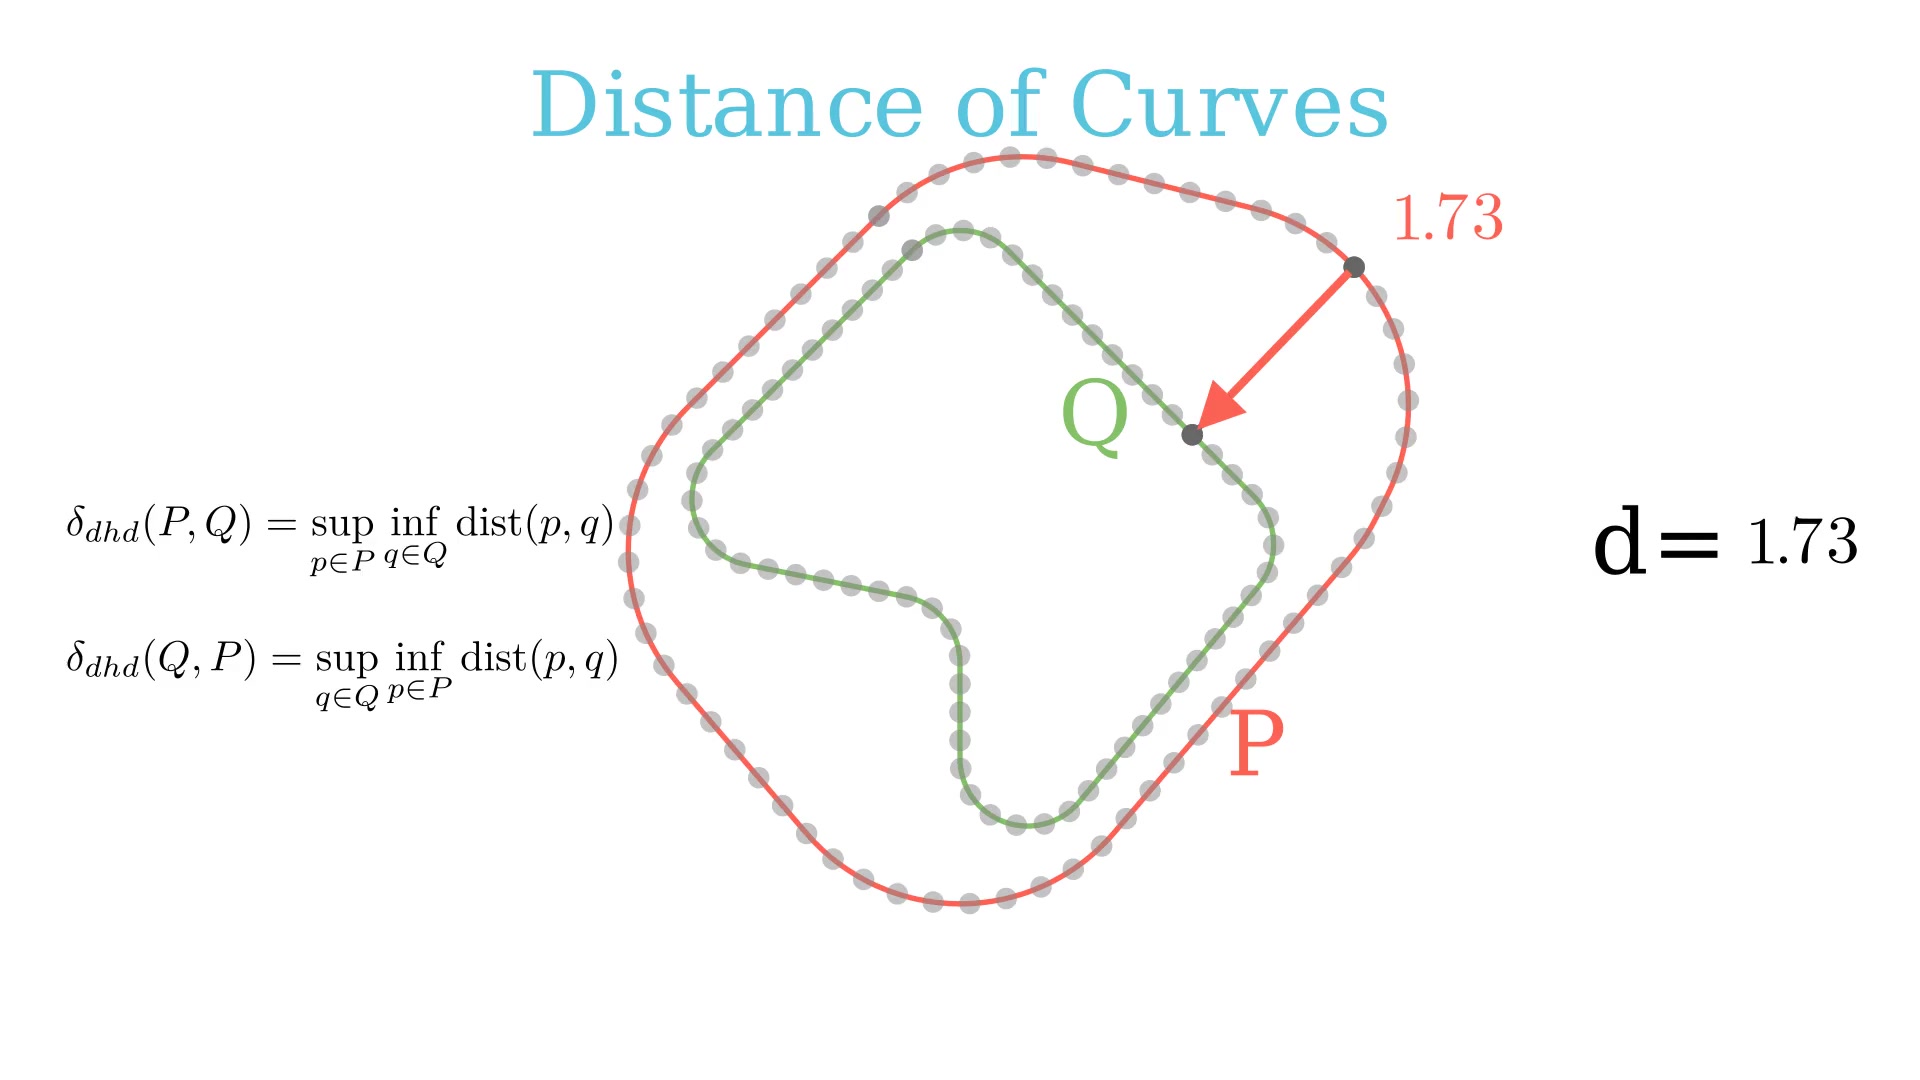 Distance of Curves
1.73
Q
δ_{dhd}(P, Q) = sup_{p∈P} inf_{q∈Q} dist(p, q)
d= 1.73
δ_{dhd}(Q, P) = sup_{q∈Q} inf_{p∈P} dist(p, q)
P